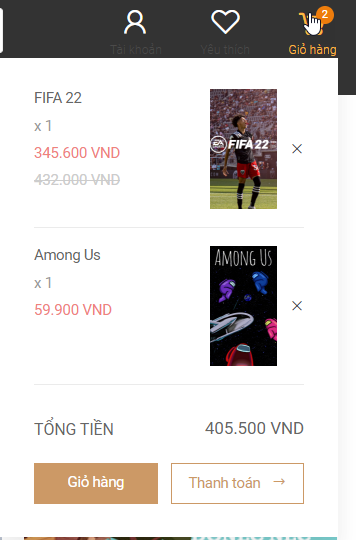 2
Tài khoản
Yêu thích
Giỏ hàng
FIFA 22
x 1
345.600 VND
432.000 VND
EA FIFA 22
×
Among Us
x 1
59.900 VND
AMONG US
×
TỔNG TIỀN
405.500 VND
Giỏ hàng
Thanh toán →